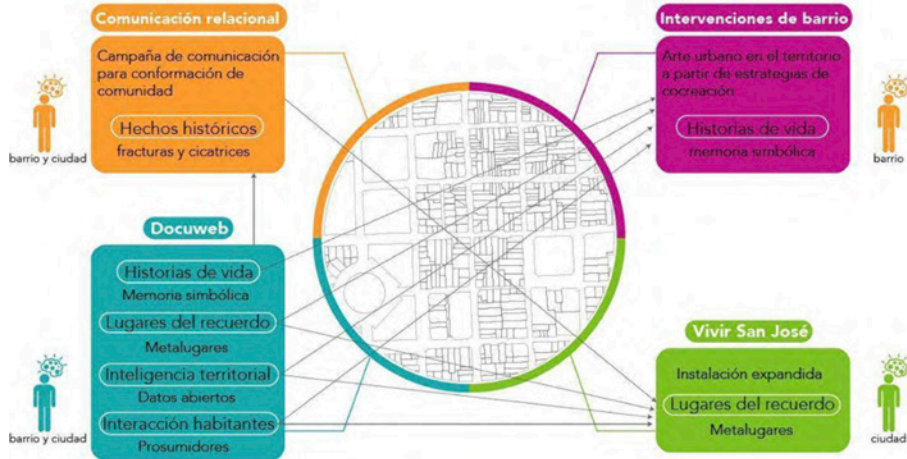 Comunicación relacional
Campaña de comunicación
para conformación de
comunidad
Hechos históricos
fracturas y cicatrices
barrio y ciudad
Intervenciones de barrio
Arte urbano en el territorio
a partir de estrategias de
cocreación
Historias de vida
memoria simbólica
barrio
Docuweb
Historias de vida
Memoria simbólica
Lugares del recuerdo
Metalugares
Inteligencia territorial
Datos abiertos
Interacción habitantes
Prosumidores
barrio y ciudad
Vivir San José
Instalación expandida
Lugares del recuerdo
Metalugares
ciudad